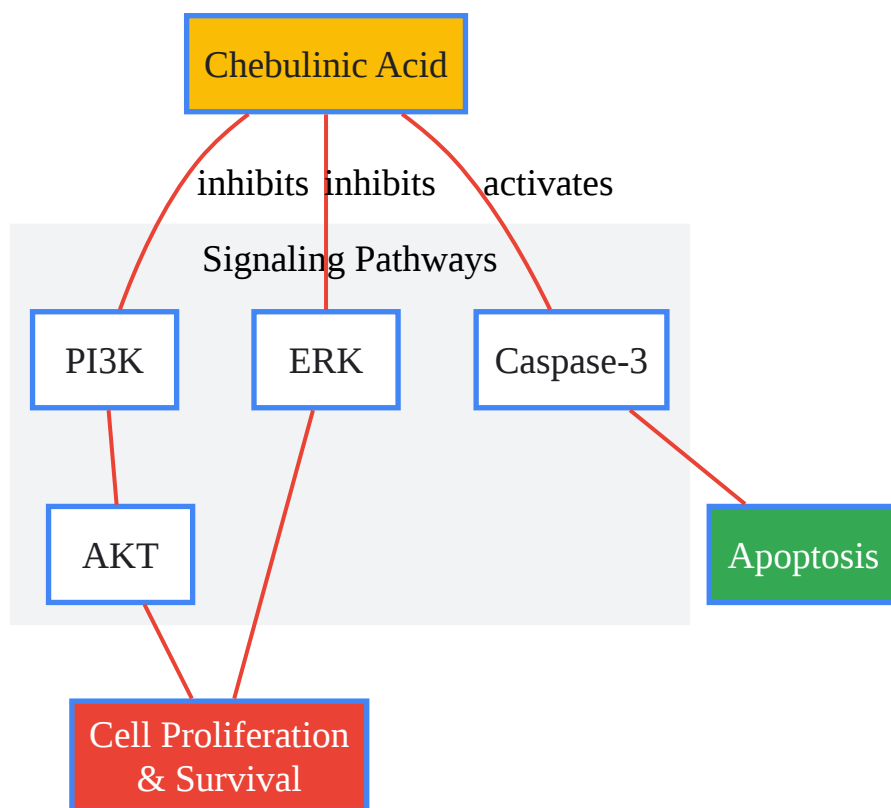 Chebulinic Acid
inhibits inhibits activates
Signaling Pathways
PI3K ERK Caspase-3
AKT Apoptosis
Cell Proliferation
& Survival